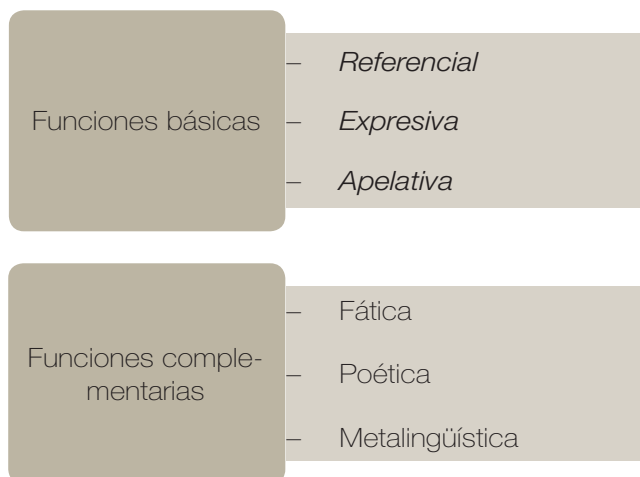 Funciones básicas
– Referencial
– Expresiva
– Apelativa
Funciones comple-
mentarias
– Fática
– Poética
– Metalingüística